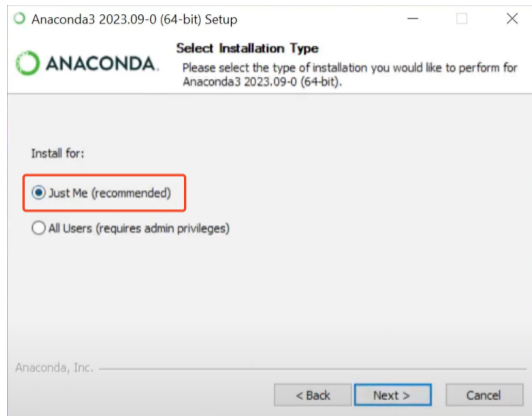 Anaconda3 2023.09-0 (64-bit) Setup
ANACONDA.
Select Installation Type
Please select the type of installation you would like to perform for
Anaconda3 2023.09-0 (64-bit).
Install for:
Just Me (recommended)
All Users (requires admin privileges)
Anaconda, Inc.
< Back
Next >
Cancel